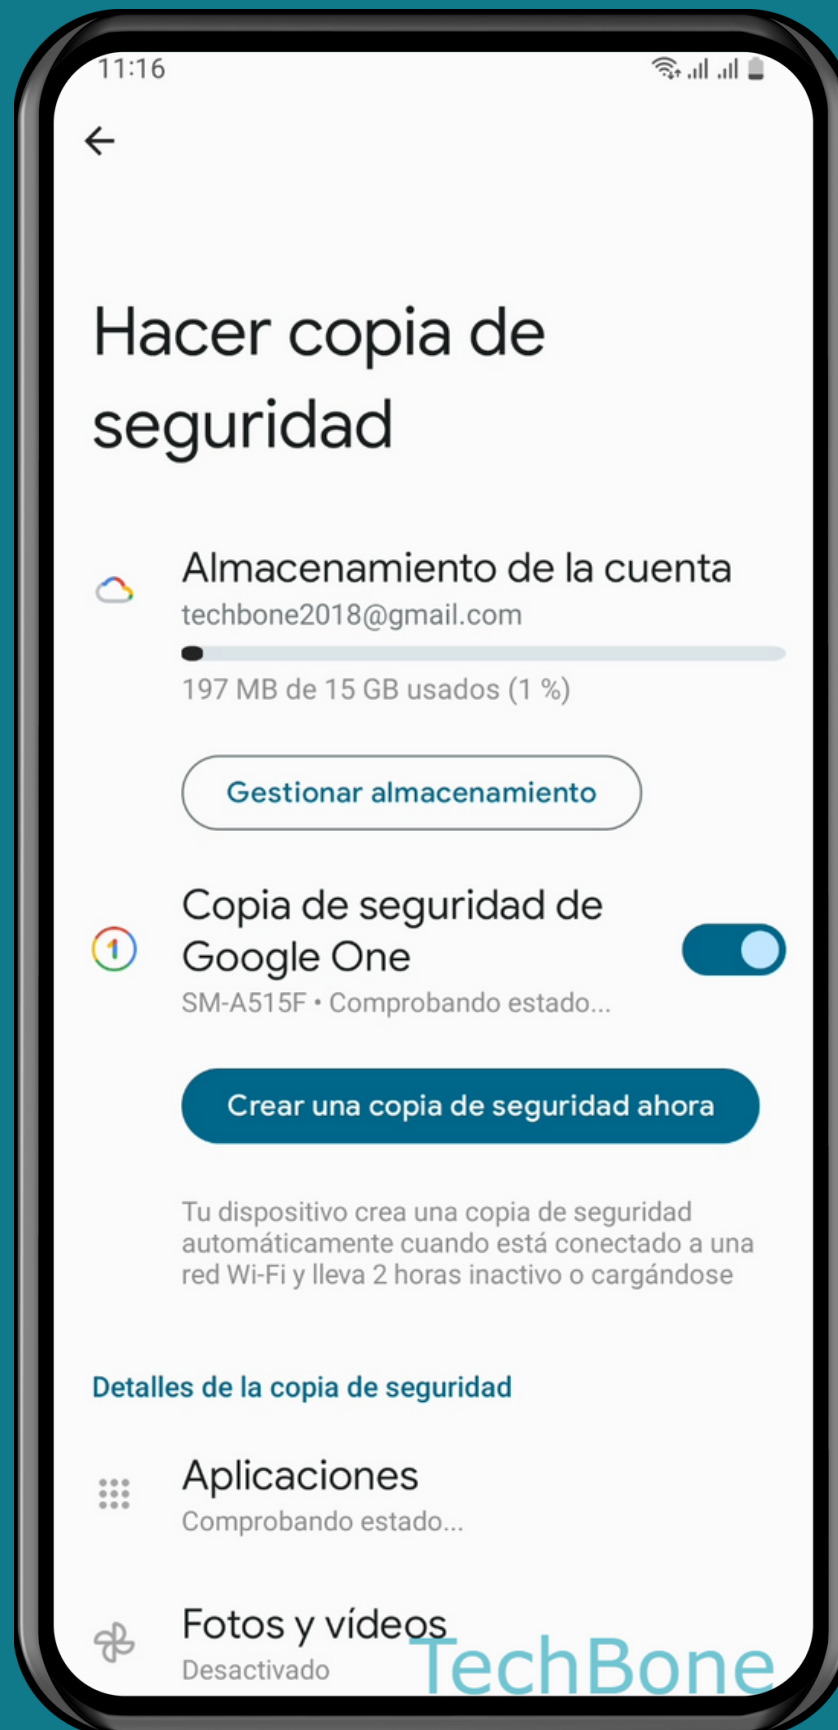 11:16
Hacer copia de
seguridad
Almacenamiento de la cuenta
techbone2018@gmail.com
197 MB de 15 GB usados (1 %)
Gestionar almacenamiento
Copia de seguridad de
Google One
1
SM-A515F • Comprobando estado...
Crear una copia de seguridad ahora
Tu dispositivo crea una copia de seguridad
automáticamente cuando está conectado a una
red Wi-Fi y lleva 2 horas inactivo o cargándose
Detalles de la copia de seguridad
Aplicaciones
Comprobando estado...
Fotos y vídeos
Desactivado
TechBone